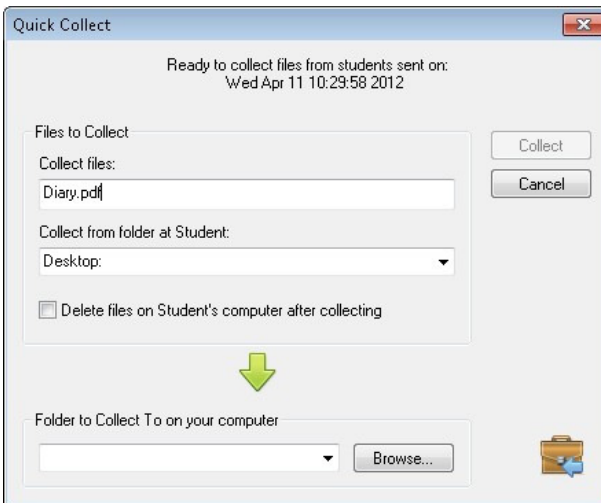 Quick Collect
Ready to collect files from students sent on:
Wed Apr 11 10:29:58 2012
Files to Collect
Collect files:
Diary.pdf
Collect from folder at Student:
Desktop:
Delete files on Student's computer after collecting
Collect
Cancel
Folder to Collect To on your computer
Browse...